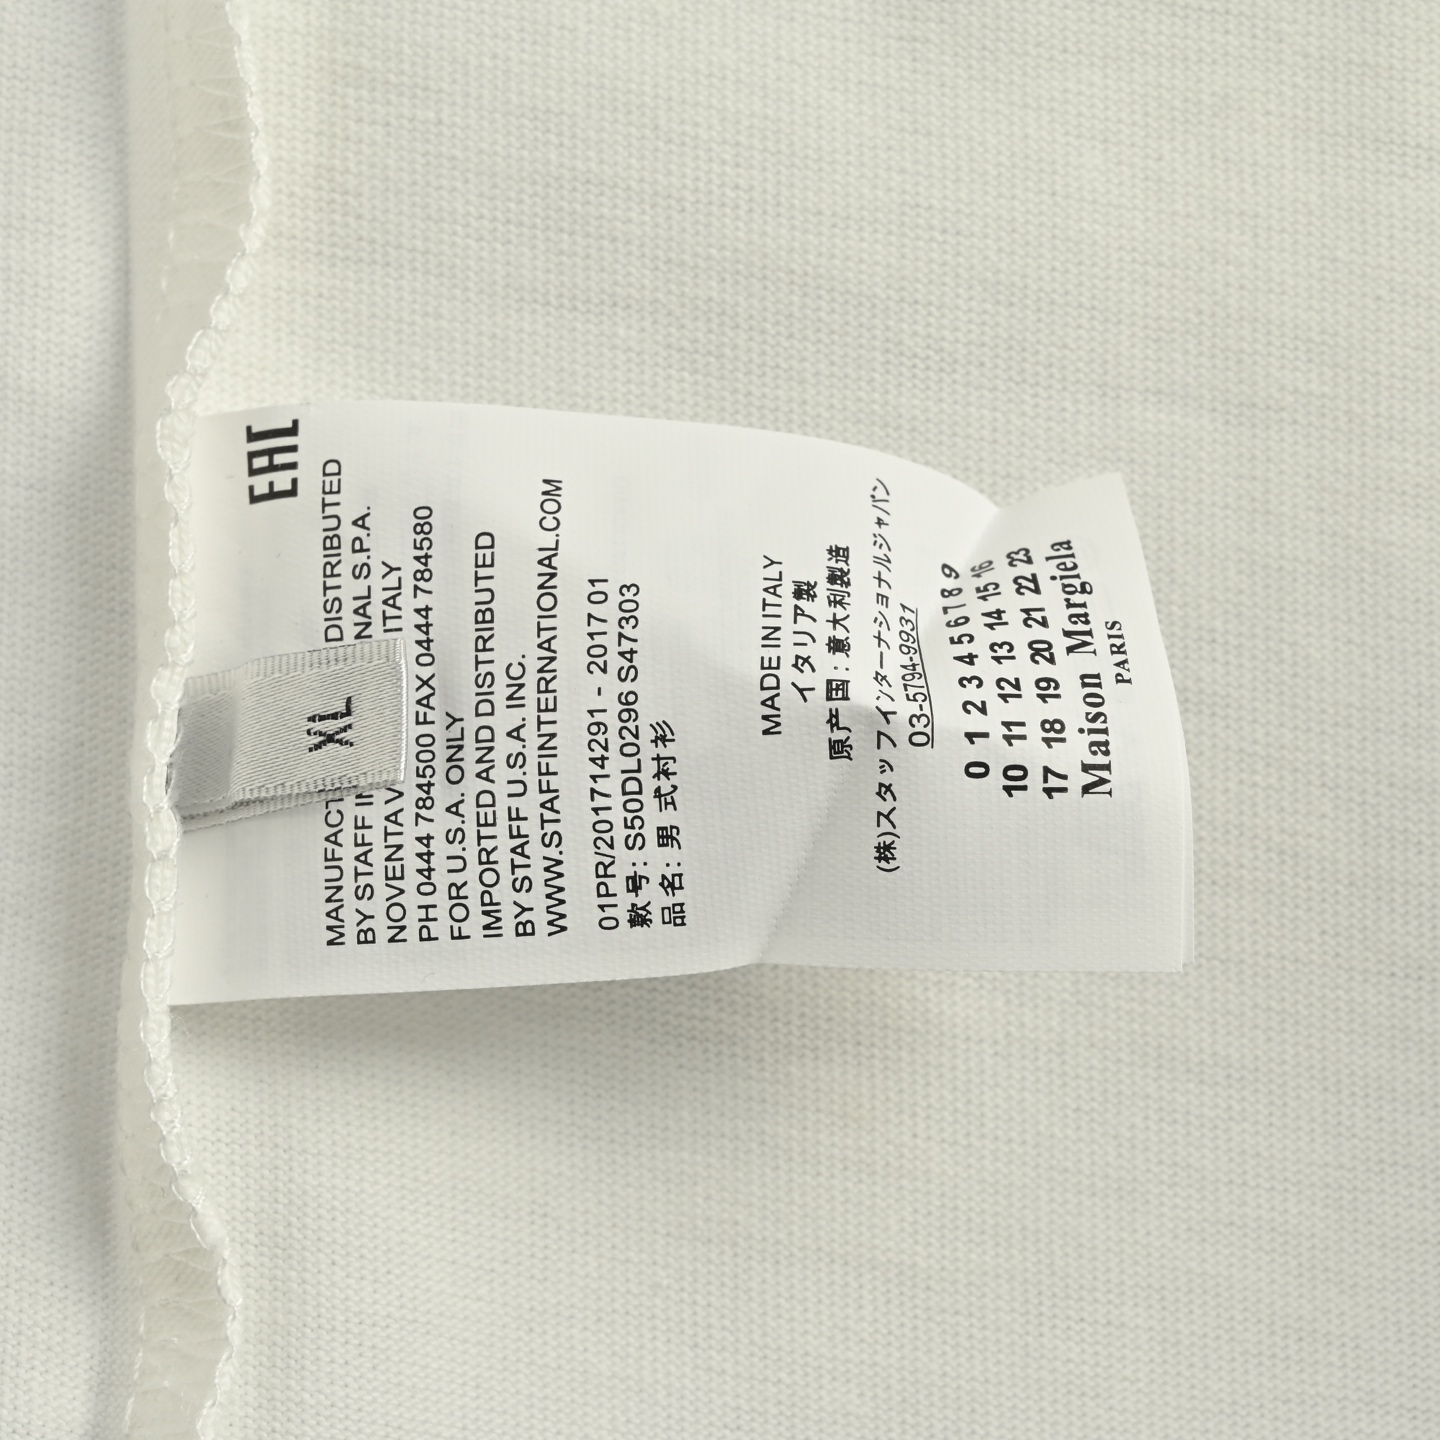 EAC
XL
MANUFACT DISTRIBUTED
BY STAFF IN NAL S.P.A.
NOVENTA V ITALY
PH 0444 784500 FAX 0444 784580
FOR U.S.A. ONLY
IMPORTED AND DISTRIBUTED
BY STAFF U.S.A. INC.
WWW.STAFFINTERNATIONAL.COM
01PR/201714291 - 2017 01
款号: S50DL0296 S47303
品名: 男式衬衫
MADE IN ITALY
イタリア製
原产国: 意大利製造
(株)スタッフインターナショナルジャパン
03-5794-9931
0 1 2 3 4 5 6 7 8 9
10 11 12 13 14 15 16
17 18 19 20 21 22 23
Maison Margiela
PARIS